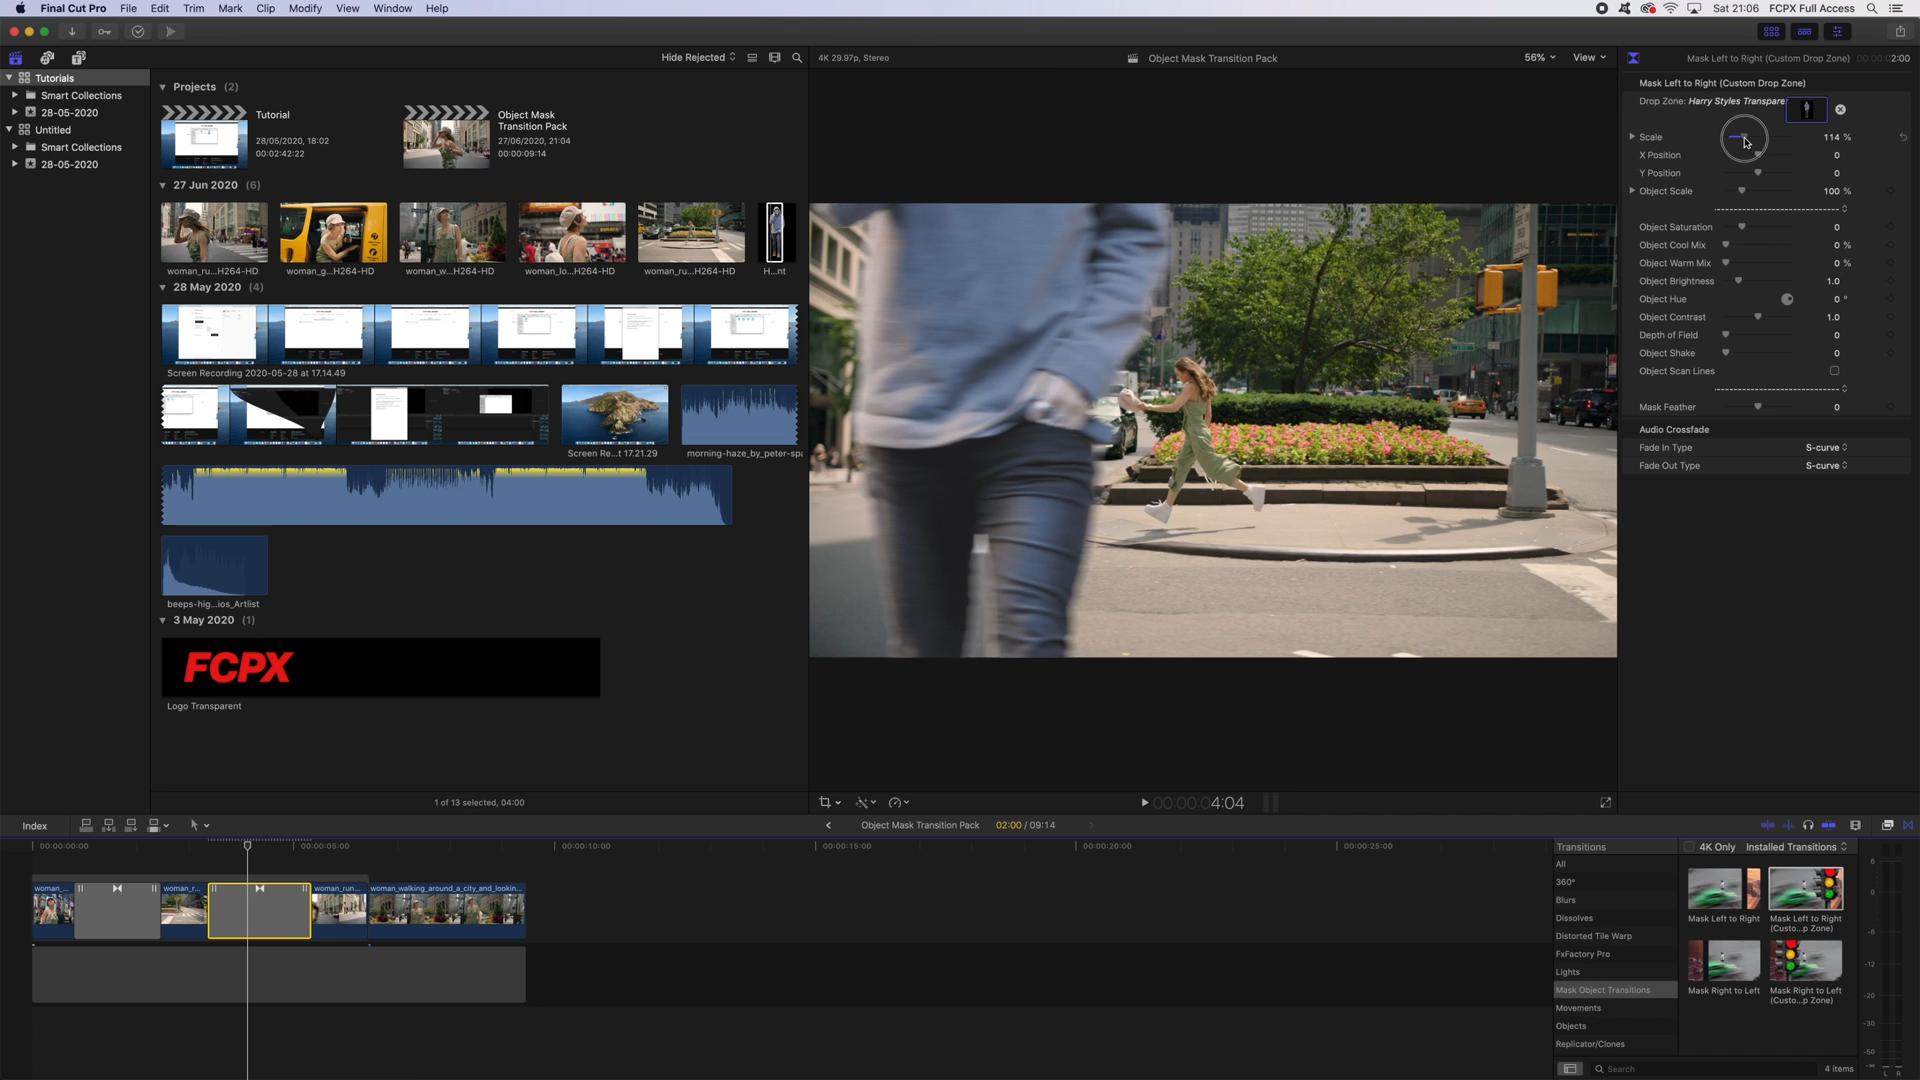 Final Cut Pro File Edit Trim Mark Clip Modify View Window Help
Sat 21:06 FCPX Full Access
Hide Rejected
4K 29.97p, Stereo
Object Mask Transition Pack
56% View
Mask Left to Right (Custom Drop Zone) 00:00:02:00
Tutorials
Smart Collections
28-05-2020
Untitled
Smart Collections
28-05-2020
Projects (2)
Tutorial
28/05/2020, 18:02
00:02:42:22
Object Mask
Transition Pack
27/06/2020, 21:04
00:00:09:14
27 Jun 2020 (6)
woman_ru...H264-HD
woman_g...H264-HD
woman_w...H264-HD
woman_lo...H264-HD
woman_ru...H264-HD
H...nt
28 May 2020 (4)
Screen Recording 2020-05-28 at 17.14.49
Screen Re...t 17.21.29
morning-haze_by_peter-spa
beeps-hig...ios_Artlist
3 May 2020 (1)
FCPX
Logo Transparent
1 of 13 selected, 04:00
00:00:04:04
Mask Left to Right (Custom Drop Zone)
Drop Zone: Harry Styles Transpare
Scale 114 %
X Position 0
Y Position 0
Object Scale 100 %
Object Saturation 0
Object Cool Mix 0 %
Object Warm Mix 0 %
Object Brightness 1.0
Object Hue 0 °
Object Contrast 1.0
Depth of Field 0
Object Shake 0
Object Scan Lines
Mask Feather 0
Audio Crossfade
Fade In Type S-curve
Fade Out Type S-curve
Index
Object Mask Transition Pack 02:00 / 09:14
00:00:00:00 00:00:05:00 00:00:10:00 00:00:15:00 00:00:20:00 00:00:25:00
woman_...
woman_r...
woman_run...
woman_walking_around_a_city_and_lookin...
Transitions
4K Only Installed Transitions
All
360°
Blurs
Dissolves
Distorted Tile Warp
FxFactory Pro
Lights
Mask Object Transitions
Movements
Objects
Replicator/Clones
Mask Left to Right
Mask Left to Right
(Custo...p Zone)
Mask Right to Left
Mask Right to Left
(Custo...p Zone)
Search
4 items
6
0
-6
-12
-20
-30
-50
-∞
L R